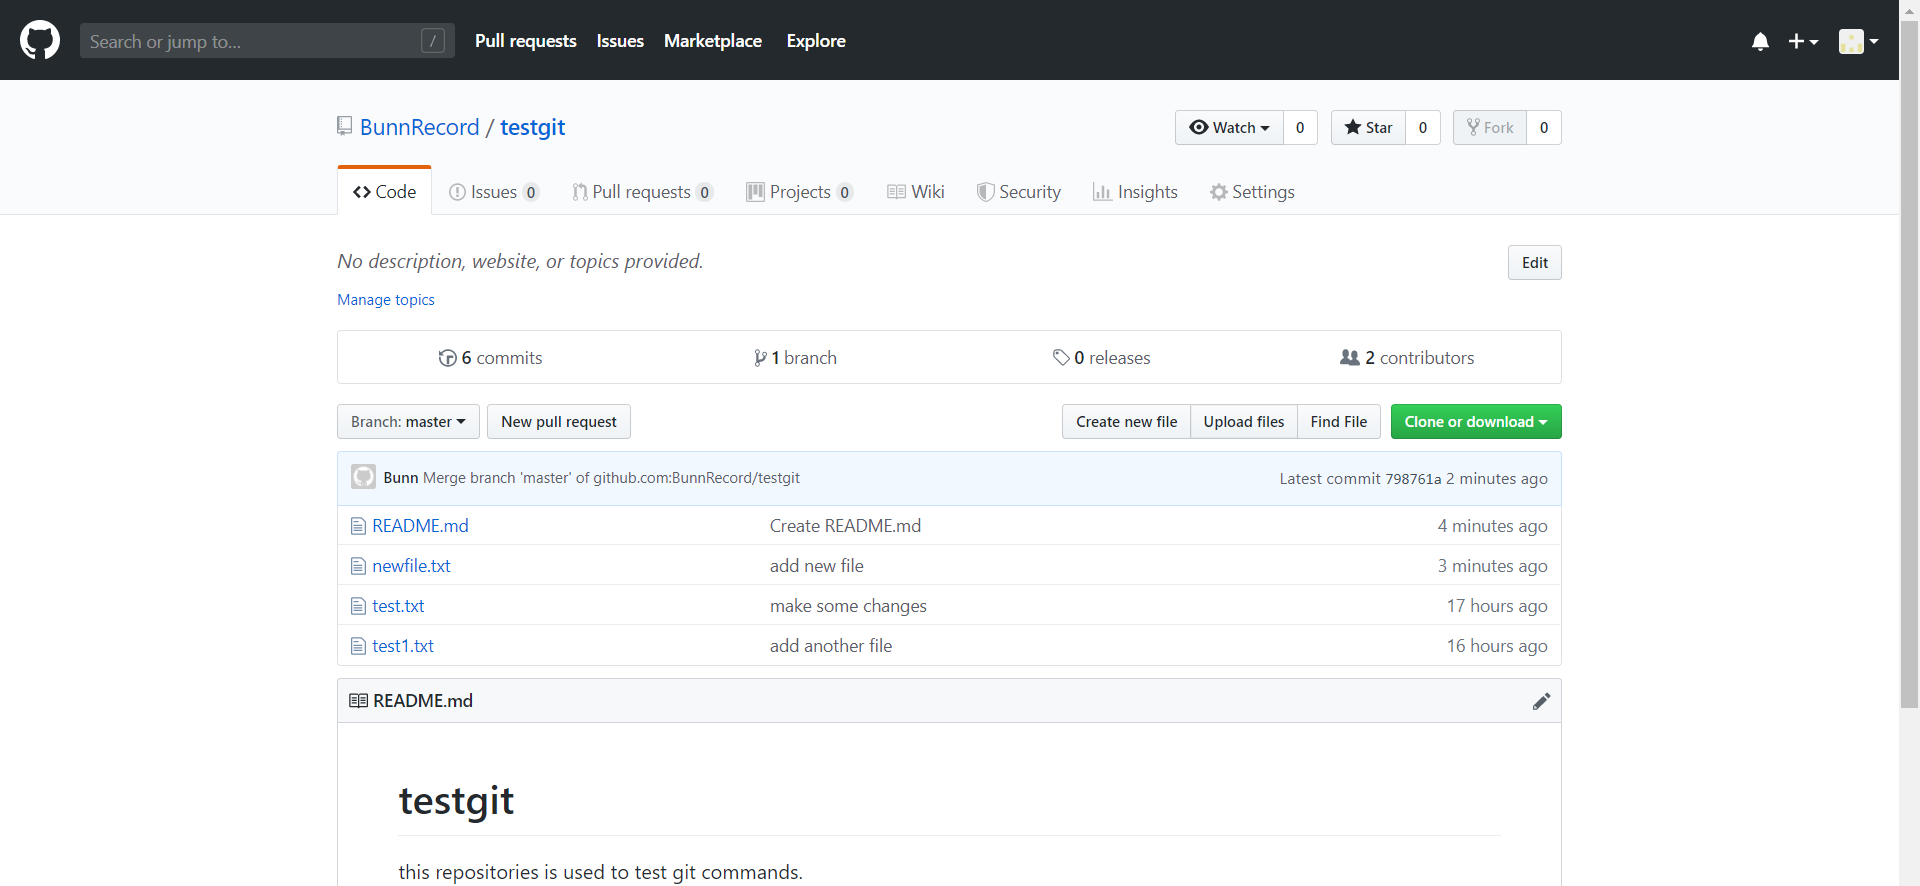 Search or jump to... / Pull requests Issues Marketplace Explore
BunnRecord / testgit Watch 0 Star 0 Fork 0
Code Issues 0 Pull requests 0 Projects 0 Wiki Security Insights Settings
No description, website, or topics provided. Edit
Manage topics
6 commits 1 branch 0 releases 2 contributors
Branch: master New pull request Create new file Upload files Find File Clone or download
Bunn Merge branch 'master' of github.com:BunnRecord/testgit Latest commit 798761a 2 minutes ago
README.md Create README.md 4 minutes ago
newfile.txt add new file 3 minutes ago
test.txt make some changes 17 hours ago
test1.txt add another file 16 hours ago
README.md
testgit
this repositories is used to test git commands.